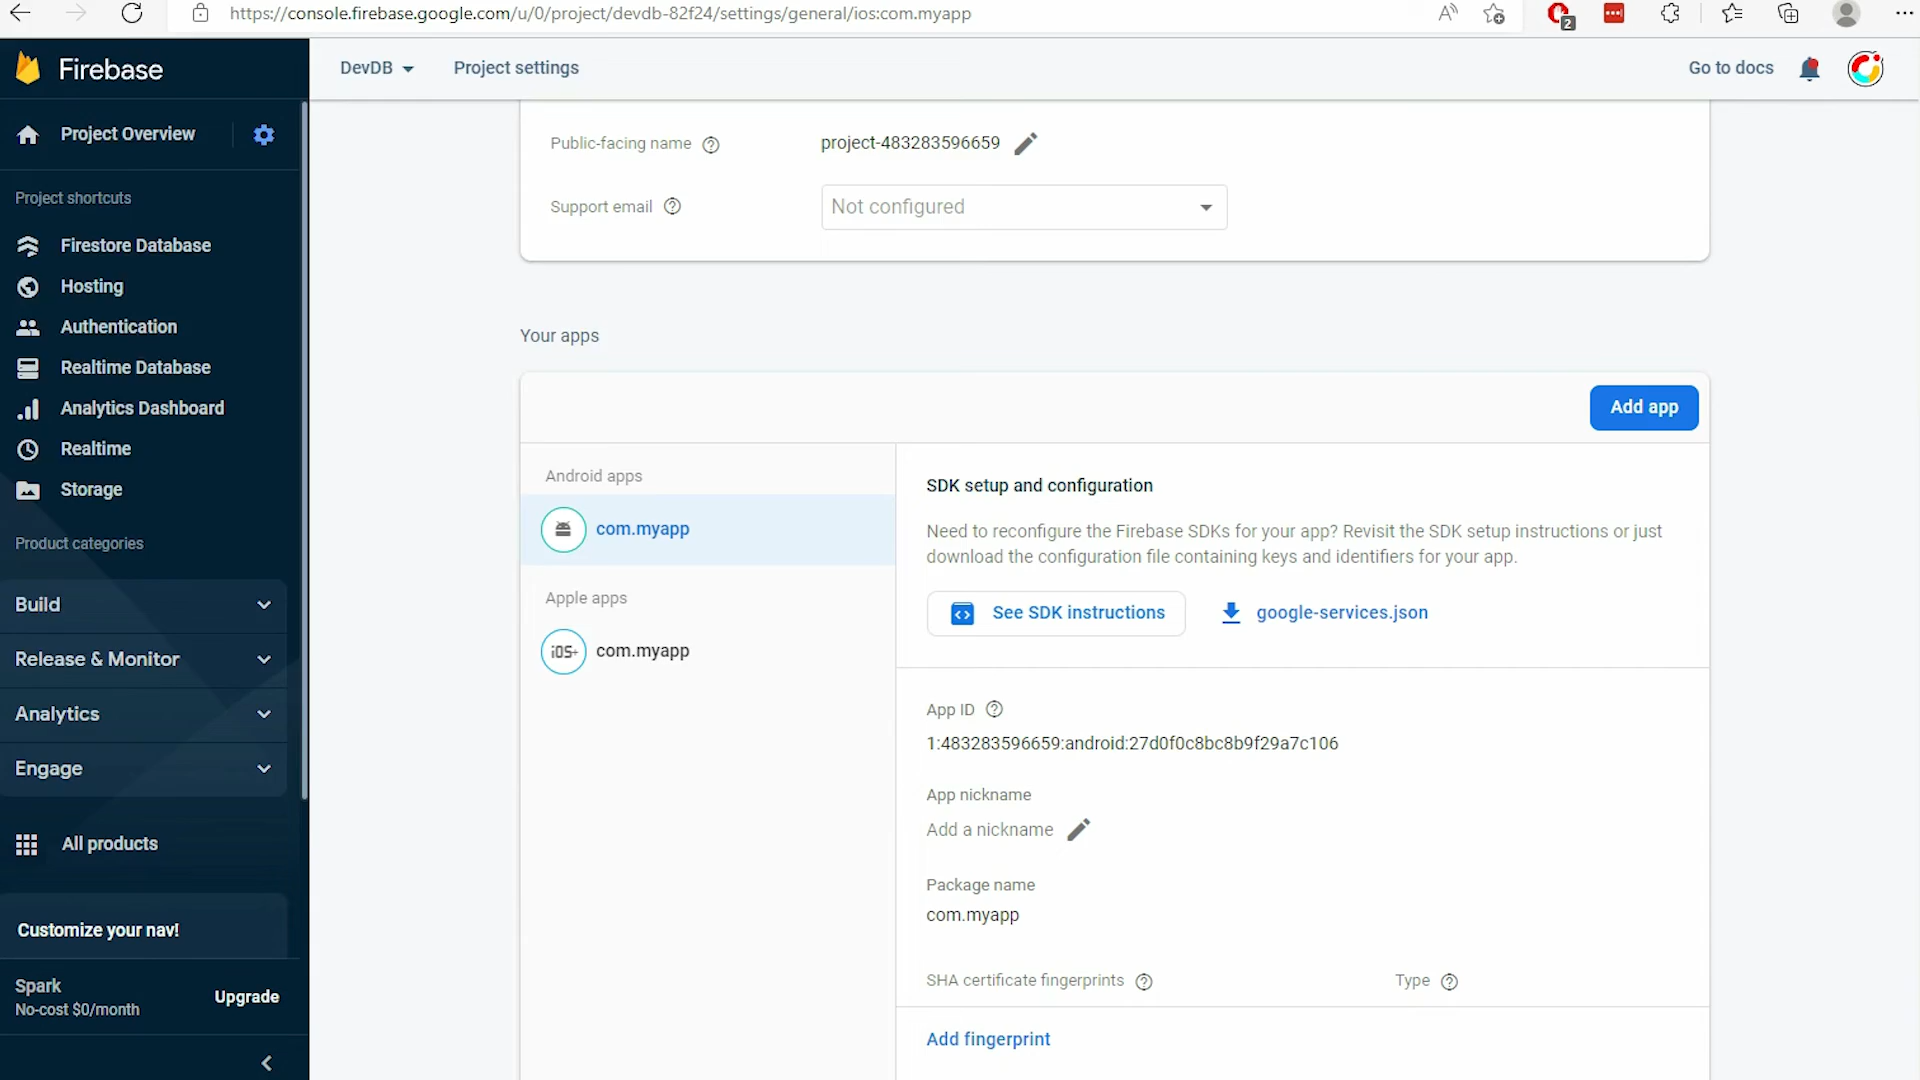 https://console.firebase.google.com/u/0/project/devdb-82f24/settings/general/ios:com.myapp
2
Firebase
DevDB
Project settings
Go to docs
Project Overview
Project shortcuts
Firestore Database
Hosting
Authentication
Realtime Database
Analytics Dashboard
Realtime
Storage
Product categories
Build
Release & Monitor
Analytics
Engage
All products
Customize your nav!
Spark
No-cost $0/month
Upgrade
Public-facing name
project-483283596659
Support email
Not configured
Your apps
Add app
Android apps
com.myapp
Apple apps
iOS+
com.myapp
SDK setup and configuration
Need to reconfigure the Firebase SDKs for your app? Revisit the SDK setup instructions or just
download the configuration file containing keys and identifiers for your app.
See SDK instructions
google-services.json
App ID
1:483283596659:android:27d0f0c8bc8b9f29a7c106
App nickname
Add a nickname
Package name
com.myapp
SHA certificate fingerprints
Type
Add fingerprint